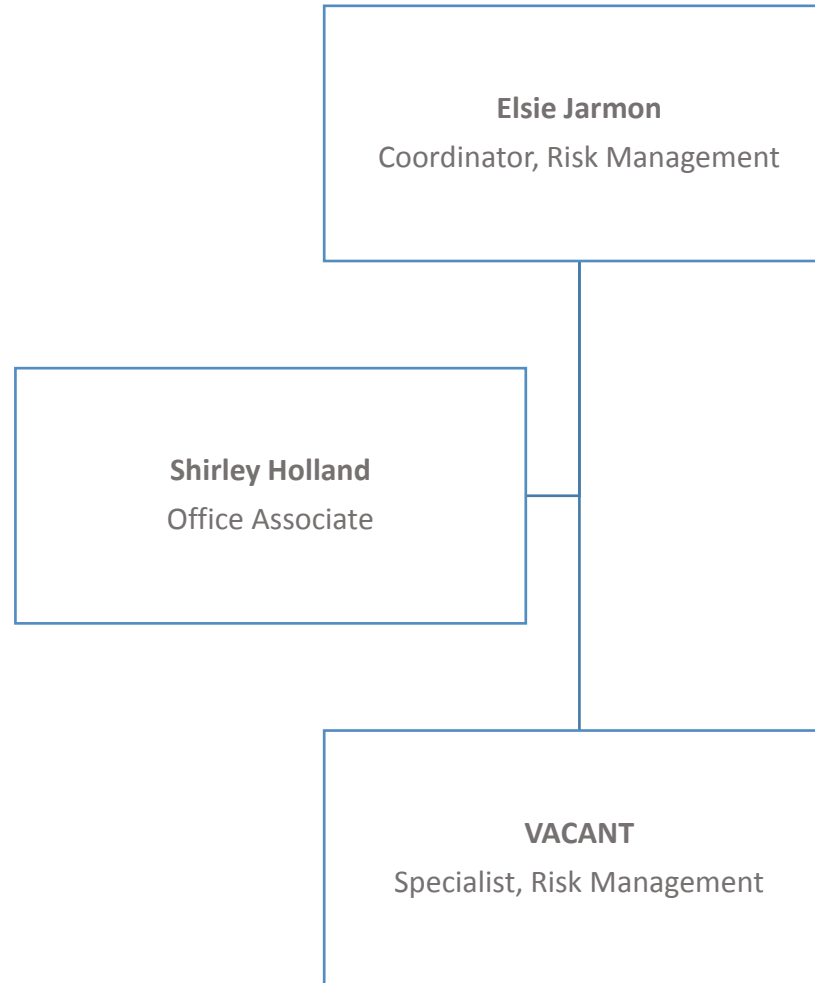 Elsie Jarmon
Coordinator, Risk Management
Shirley Holland
Office Associate
VACANT
Specialist, Risk Management